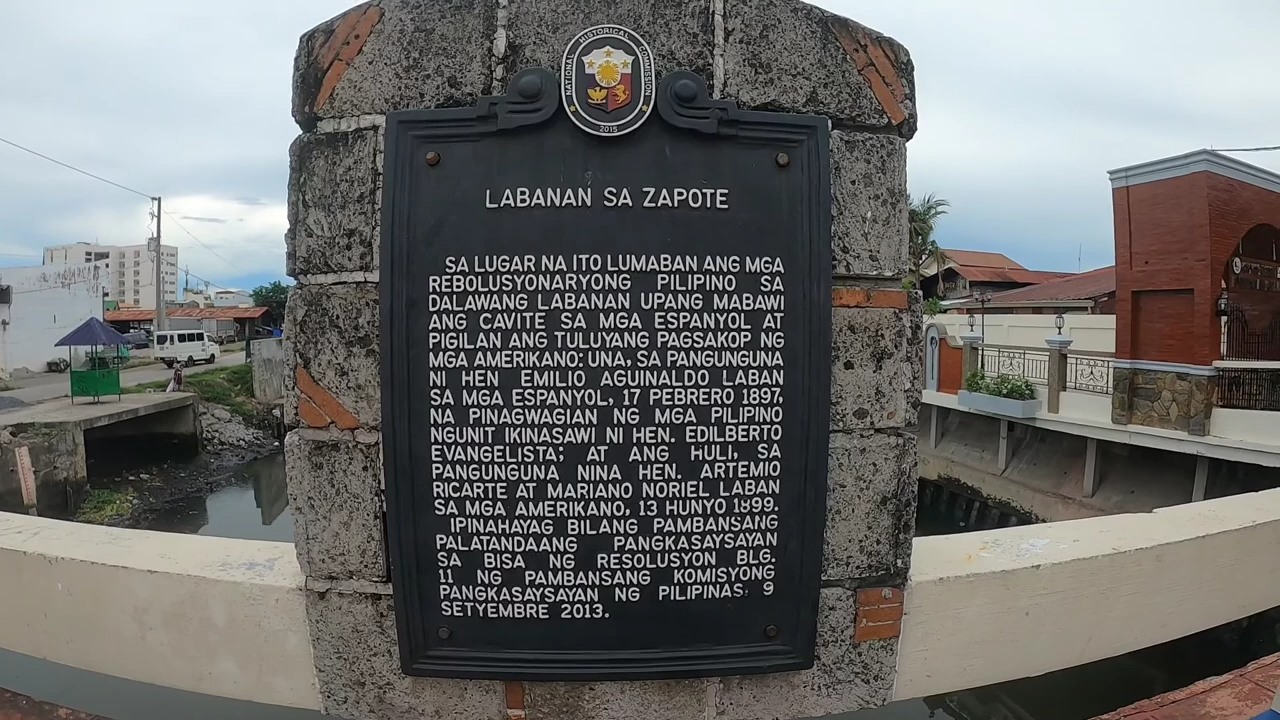 NATIONAL HISTORICAL COMMISSION
2015
LABANAN SA ZAPOTE
SA LUGAR NA ITO LUMABAN ANG MGA
REBOLUSYONARYONG PILIPINO SA
DALAWANG LABANAN UPANG MABAWI
ANG CAVITE SA MGA ESPANYOL AT
PIGILAN ANG TULUYANG PAGSAKOP NG
MGA AMERIKANO: UNA, SA PANGUNGUNA
NI HEN EMILIO AGUINALDO LABAN
SA MGA ESPANYOL, 17 PEBRERO 1897,
NA PINAGWAGIAN NG MGA PILIPINO
NGUNIT IKINASAWI NI HEN. EDILBERTO
EVANGELISTA; AT ANG HULI, SA
PANGUNGUNA NINA HEN. ARTEMIO
RICARTE AT MARIANO NORIEL LABAN
SA MGA AMERIKANO, 13 HUNYO 1899.
IPINAHAYAG BILANG PAMBANSANG
PALATANDAANG PANGKASAYSAYAN
SA BISA NG RESOLUSYON BLG.
11 NG PAMBANSANG KOMISYONG
PANGKASAYSAYAN NG PILIPINAS. 9
SETYEMBRE 2013.